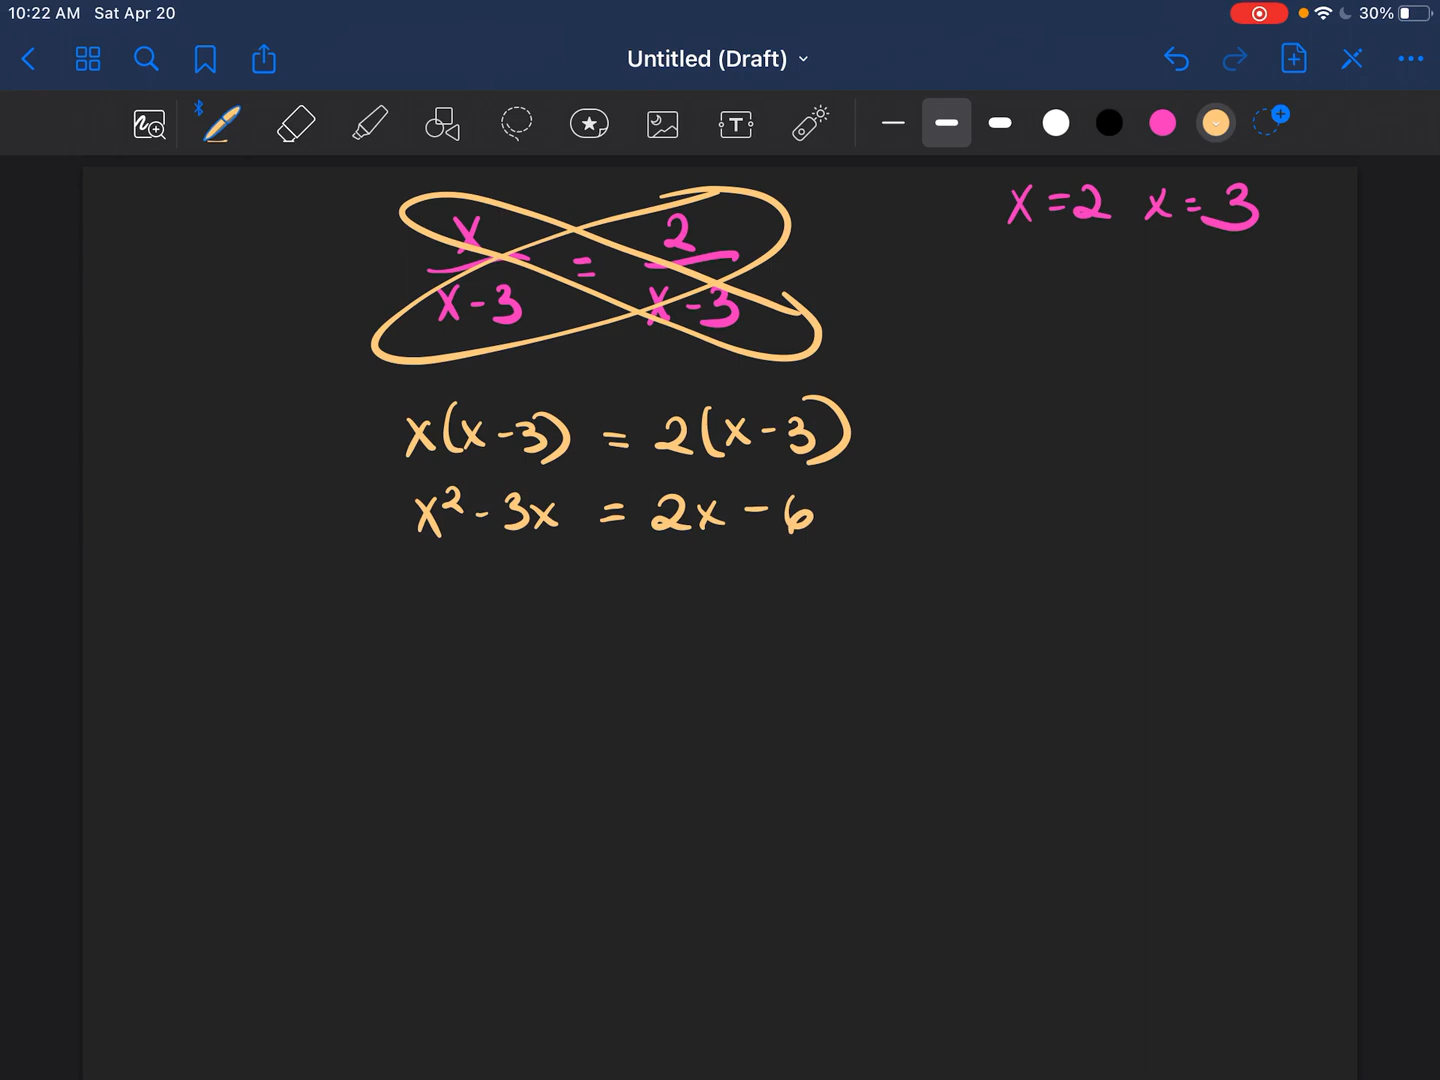 10:22 AM Sat Apr 20
30%
Untitled (Draft)
T
x/(x-3) = 2/(x-3)
x = 2 x = 3
x(x-3) = 2(x-3)
x² - 3x = 2x - 6